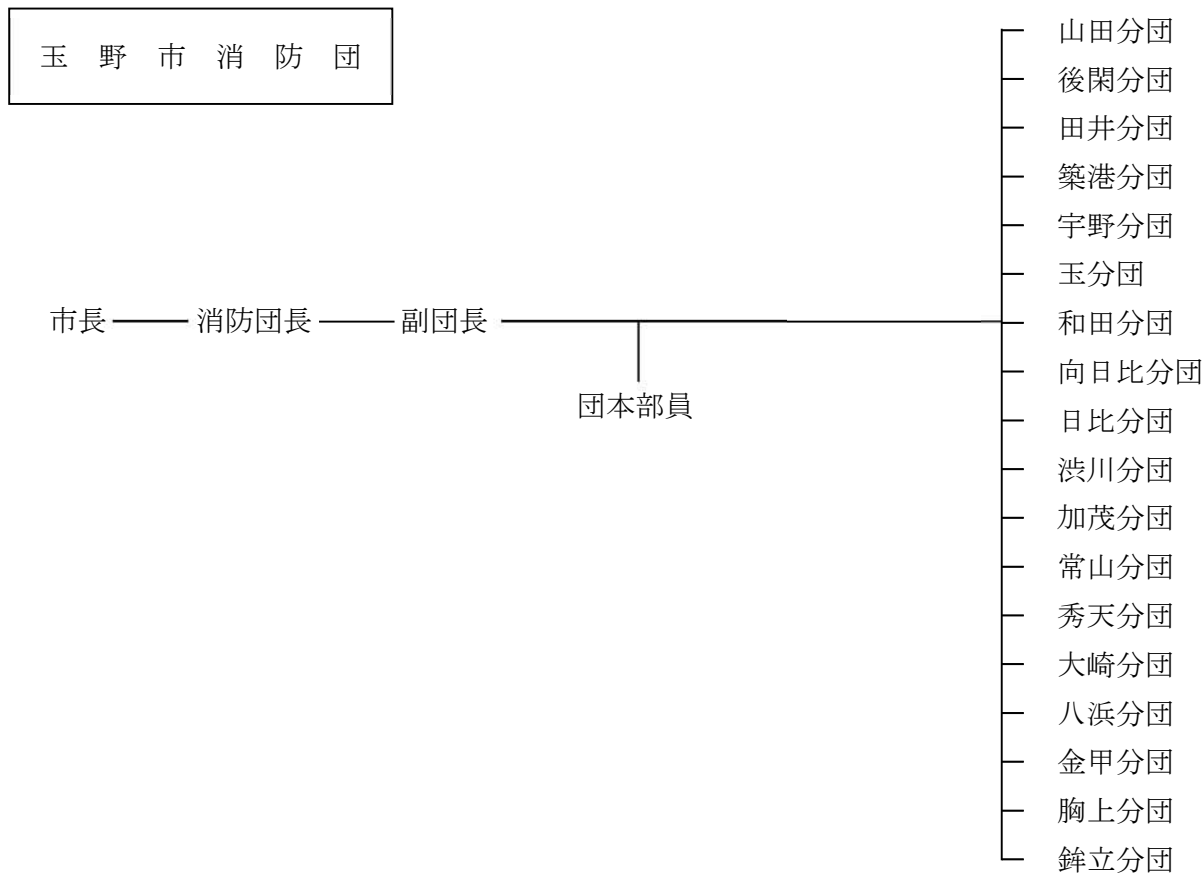 玉野市消防団
市長
消防団長
副団長
団本部員
山田分団
後閑分団
田井分団
築港分団
宇野分団
玉分団
和田分団
向日比分団
日比分団
渋川分団
加茂分団
常山分団
秀天分団
大崎分団
八浜分団
金甲分団
胸上分団
鉾立分団